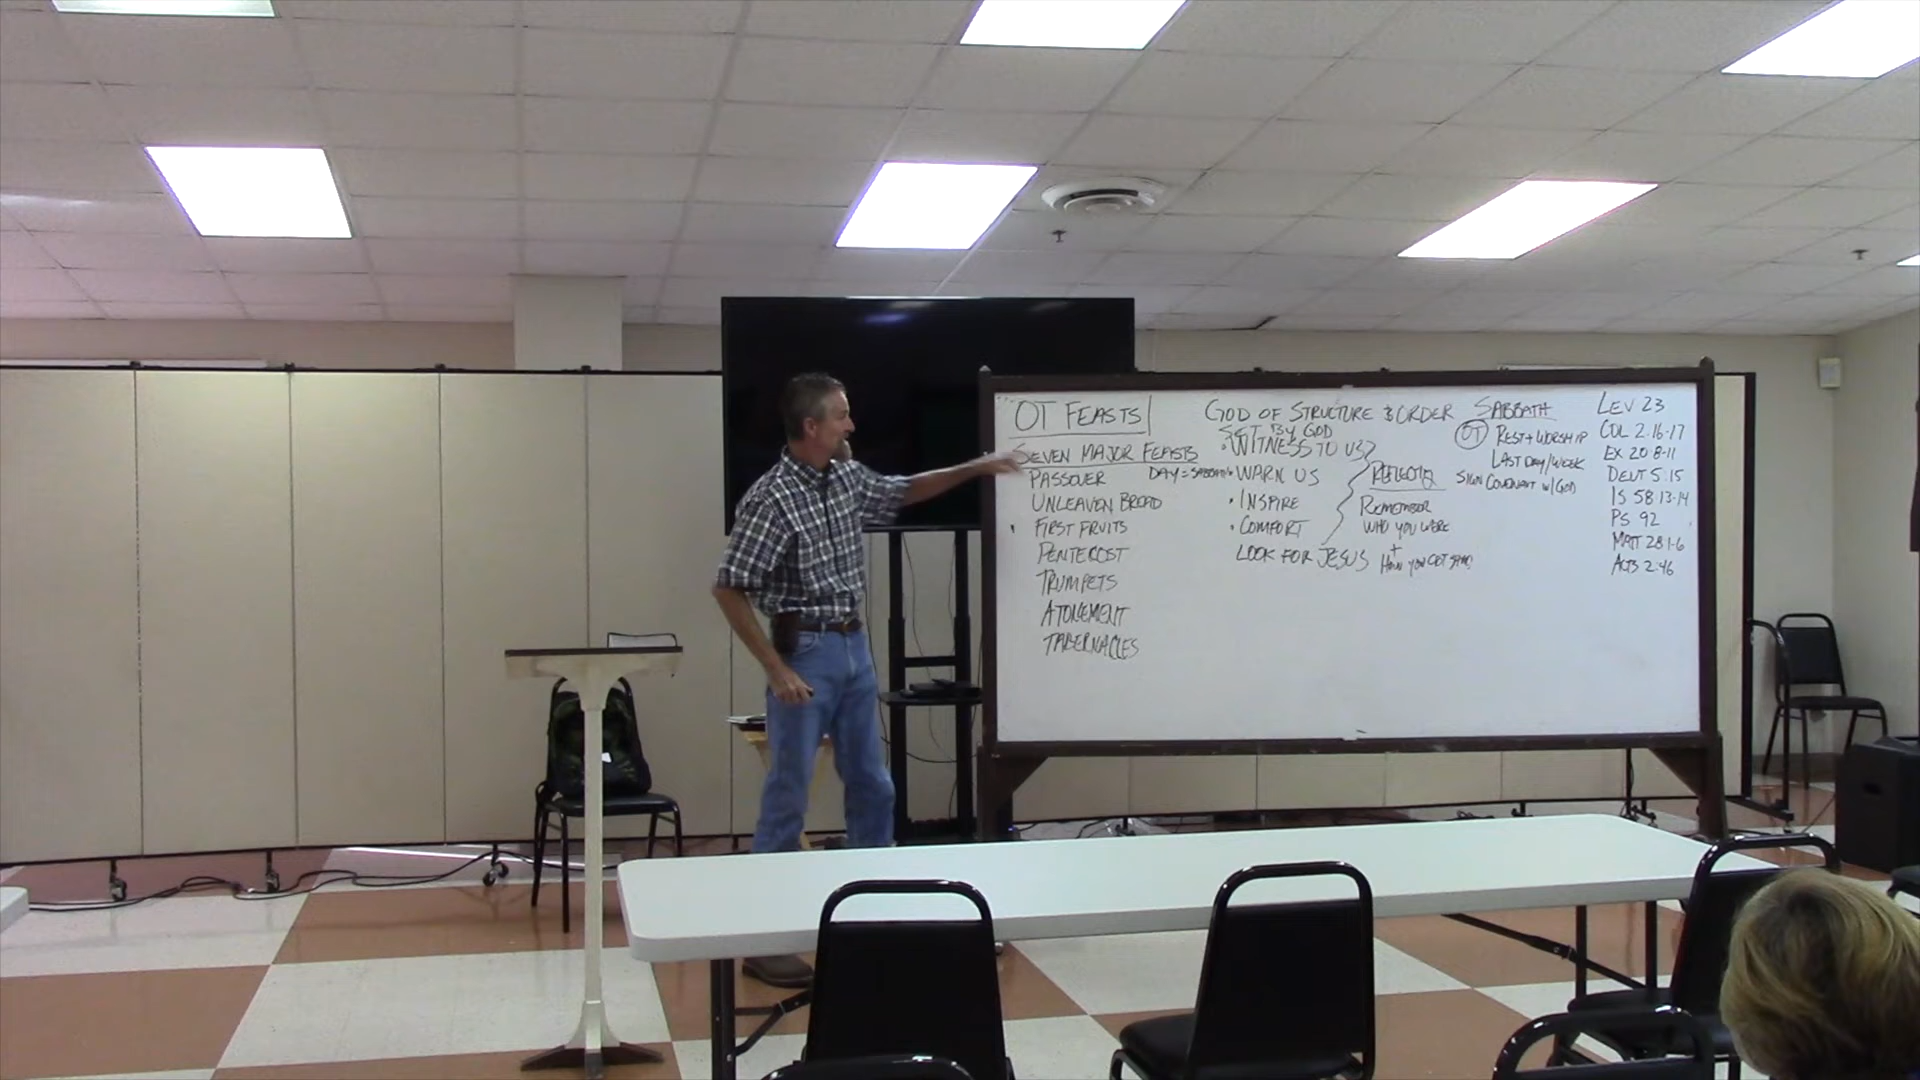 OT FEASTS
SEVEN MAJOR FEASTS
PASSOVER
UNLEAVEN BREAD
• FIRST FRUITS
PENTECOST
TRUMPETS
ATONEMENT
TABERNACLES
DAY = SABBATH
GOD OF STRUCTURE & ORDER
SET BY GOD
• WITNESS TO US
• WARN US
• INSPIRE
• COMFORT
LOOK FOR JESUS
REMEMBER
WHO YOU WERE
+
HOW YOU GOT
SABBATH
OT REST + WORSHIP
LAST DAY/WEEK
SIGN COVENANT W/GOD
LEV 23
COL 2:16-17
EX 20 8-11
DEUT 5:15
IS 58:13-14
PS 92
MATT 28 1-6
ACTS 2:46